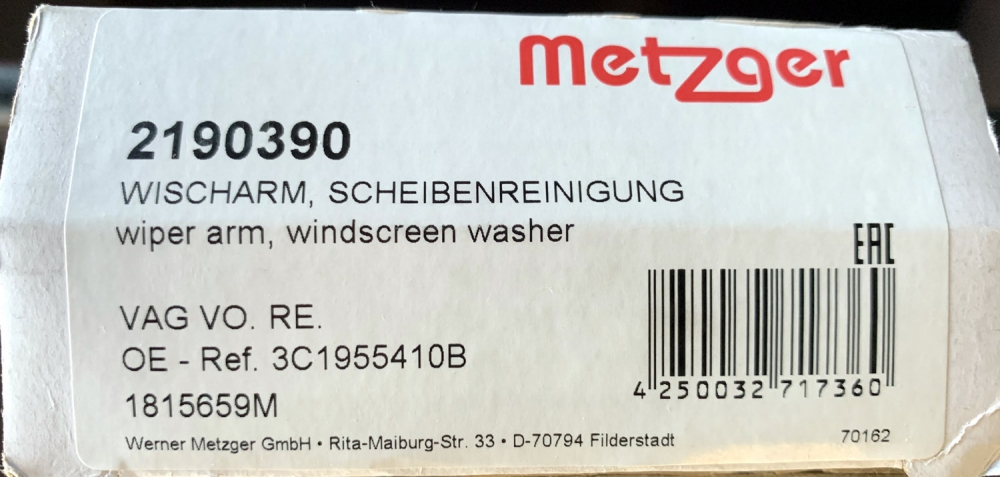 Metzger
2190390
WISCHARM, SCHEIBENREINIGUNG
wiper arm, windscreen washer
EAC
VAG VO. RE.
OE - Ref. 3C1955410B
1815659M
4 250032 717360
Werner Metzger GmbH • Rita-Maiburg-Str. 33 • D-70794 Filderstadt
70162